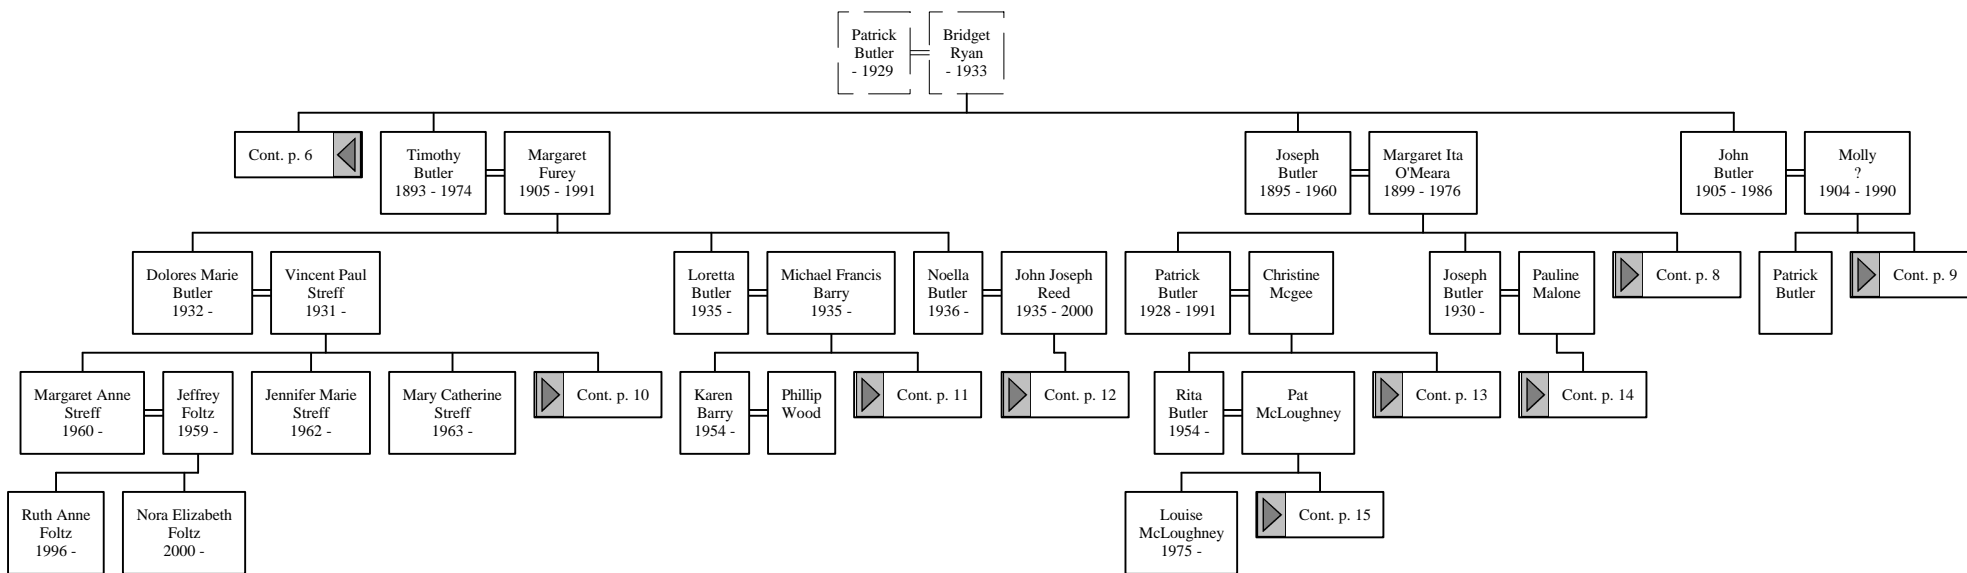 Patrick
Butler
- 1929
Bridget
Ryan
- 1933
Cont. p. 6
Timothy
Butler
1893 - 1974
Margaret
Furey
1905 - 1991
Joseph
Butler
1895 - 1960
Margaret Ita
O'Meara
1899 - 1976
John
Butler
1905 - 1986
Molly
?
1904 - 1990
Dolores Marie
Butler
1932 -
Vincent Paul
Streff
1931 -
Loretta
Butler
1935 -
Michael Francis
Barry
1935 -
Noella
Butler
1936 -
John Joseph
Reed
1935 - 2000
Patrick
Butler
1928 - 1991
Christine
Mcgee
Joseph
Butler
1930 -
Pauline
Malone
Cont. p. 8
Patrick
Butler
Cont. p. 9
Margaret Anne
Streff
1960 -
Jeffrey
Foltz
1959 -
Jennifer Marie
Streff
1962 -
Mary Catherine
Streff
1963 -
Cont. p. 10
Karen
Barry
1954 -
Phillip
Wood
Cont. p. 11
Cont. p. 12
Rita
Butler
1954 -
Pat
McLoughney
Cont. p. 13
Cont. p. 14
Ruth Anne
Foltz
1996 -
Nora Elizabeth
Foltz
2000 -
Louise
McLoughney
1975 -
Cont. p. 15